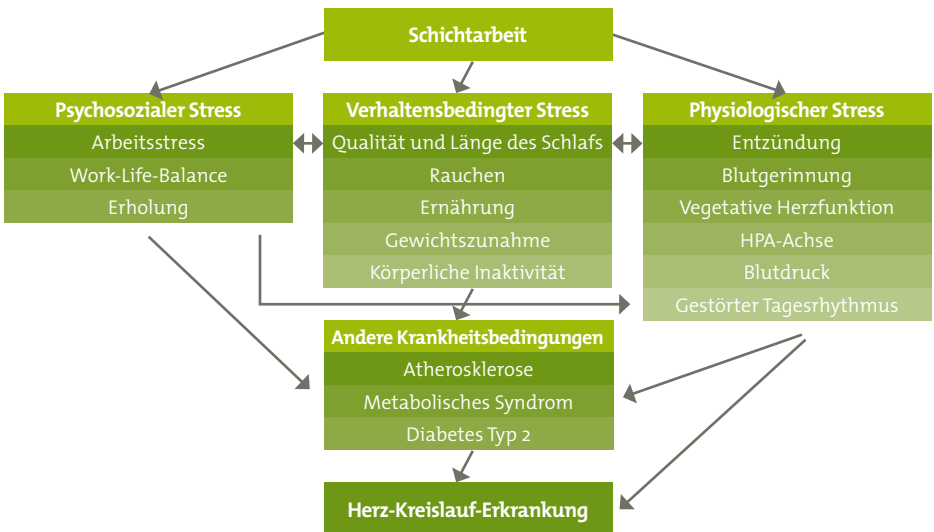 Schichtarbeit
Psychosozialer Stress
Arbeitsstress
Work-Life-Balance
Erholung
Verhaltensbedingter Stress
Qualität und Länge des Schlafs
Rauchen
Ernährung
Gewichtszunahme
Körperliche Inaktivität
Physiologischer Stress
Entzündung
Blutgerinnung
Vegetative Herzfunktion
HPA-Achse
Blutdruck
Gestörter Tagesrhythmus
Andere Krankheitsbedingungen
Atherosklerose
Metabolisches Syndrom
Diabetes Typ 2
Herz-Kreislauf-Erkrankung